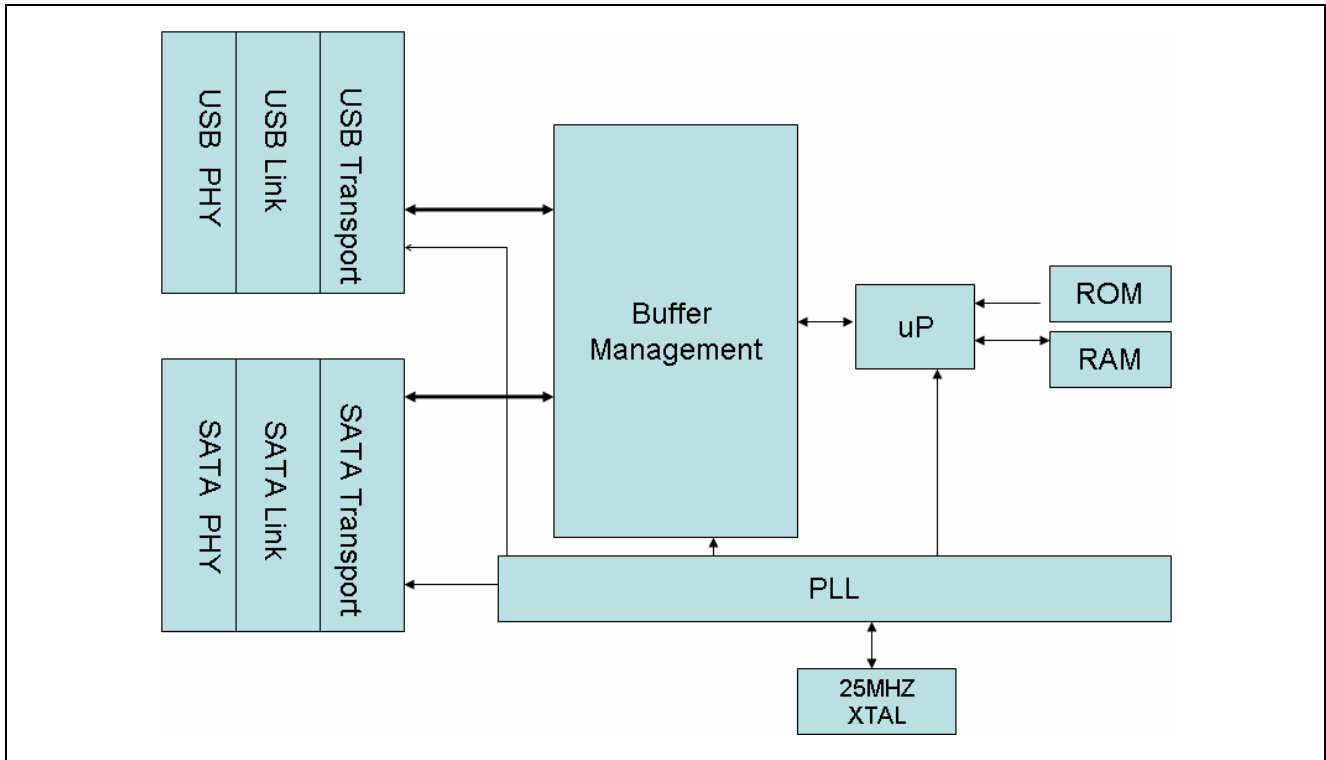 USB PHY
USB Link
USB Transport
SATA PHY
SATA Link
SATA Transport
Buffer
Management
uP
ROM
RAM
PLL
25MHZ
XTAL